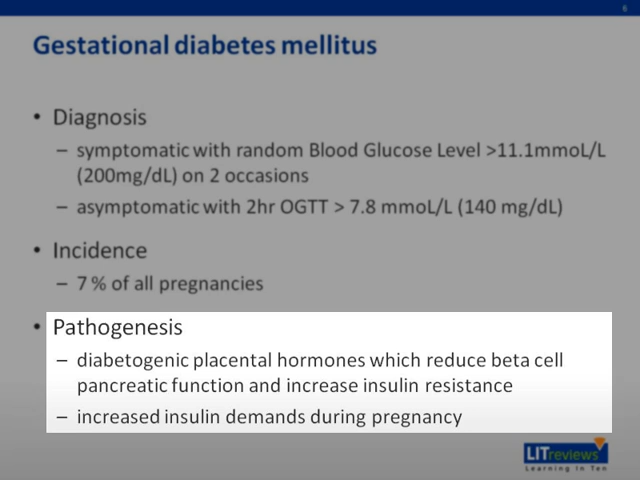 6
Gestational diabetes mellitus
• Diagnosis
– symptomatic with random Blood Glucose Level >11.1mmoL/L
(200mg/dL) on 2 occasions
– asymptomatic with 2hr OGTT > 7.8 mmoL/L (140 mg/dL)
• Incidence
– 7 % of all pregnancies
• Pathogenesis
– diabetogenic placental hormones which reduce beta cell
pancreatic function and increase insulin resistance
– increased insulin demands during pregnancy
LITreviews
Learning In Ten